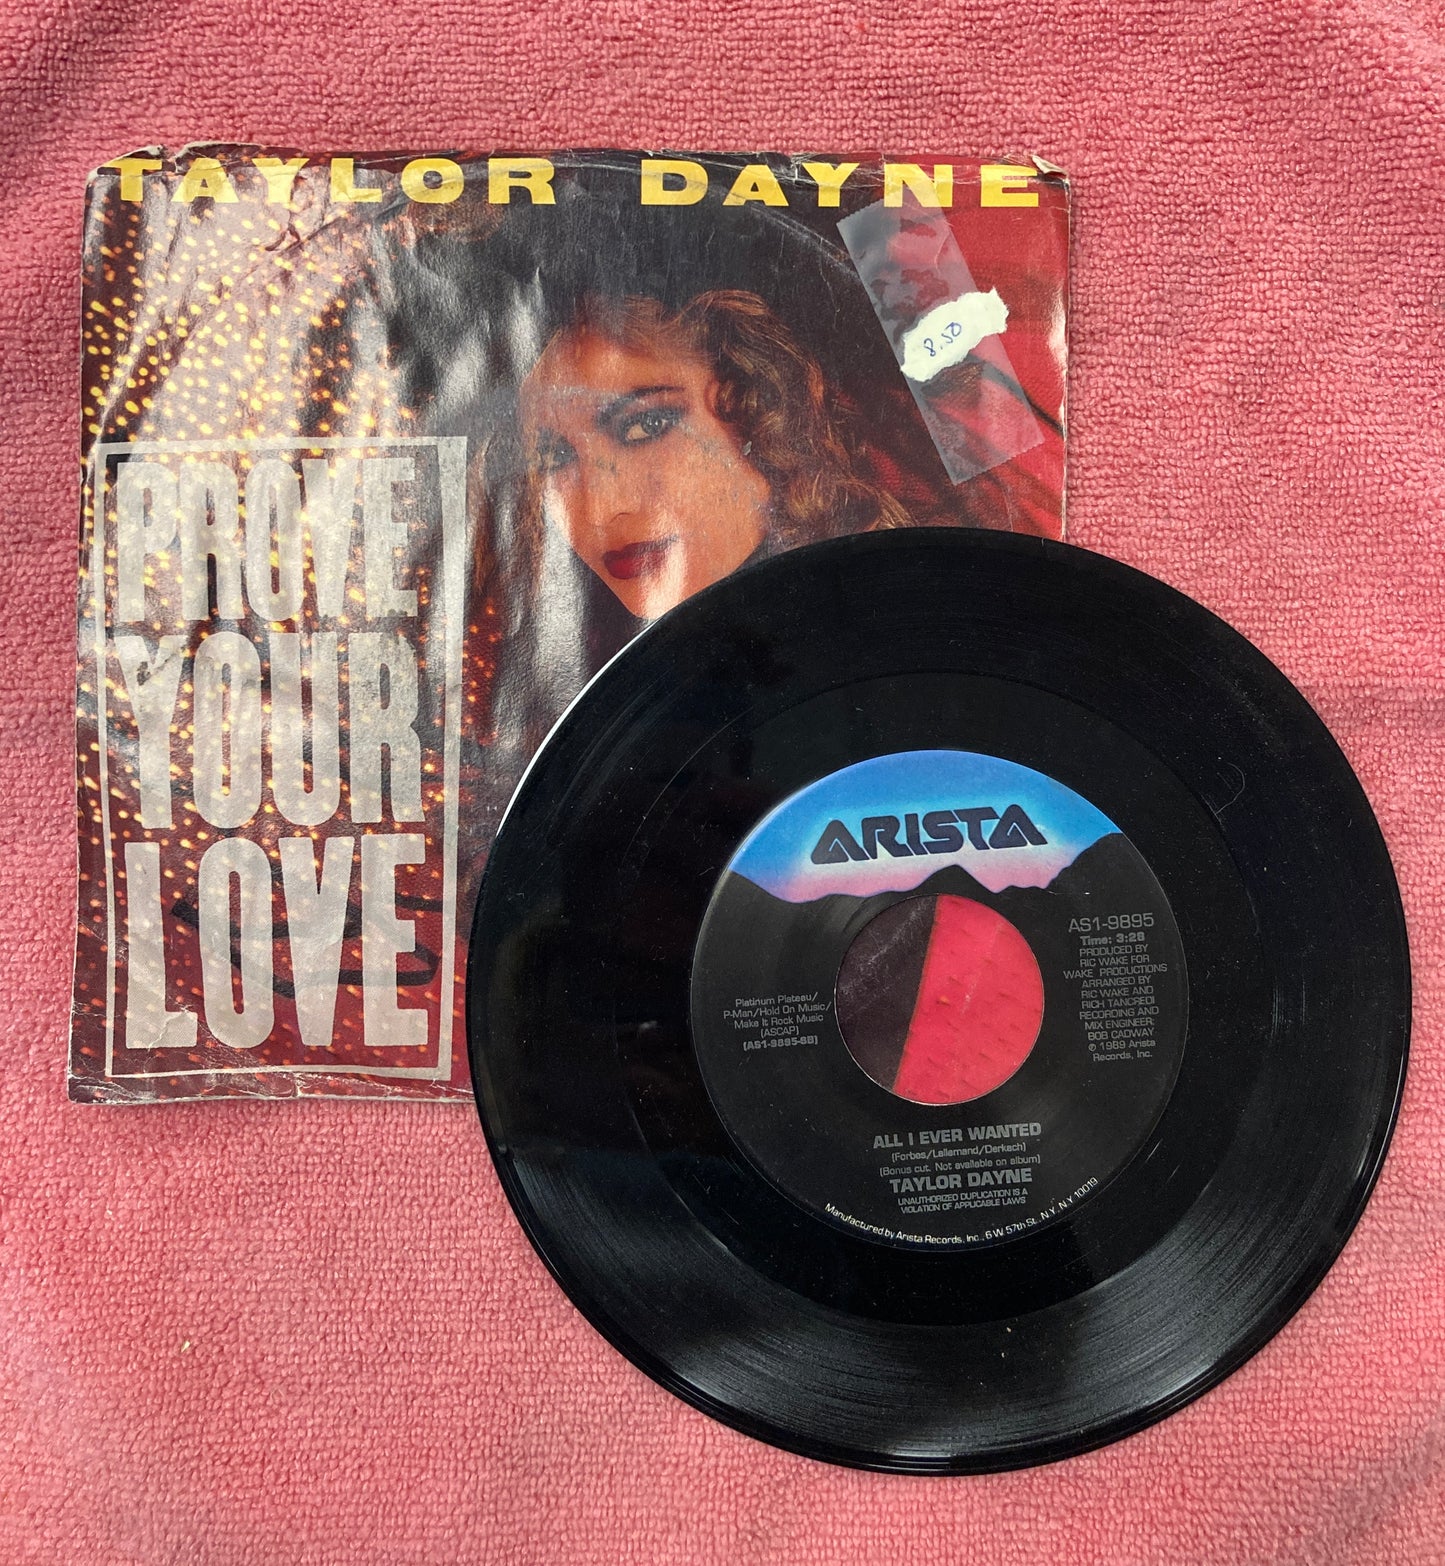 TAYLOR DAYNE
8.50
PROVE
YOUR
LOVE
ARISTA
AS1-9895
Time: 3:28
PRODUCED BY
RIC WAKE FOR
WAKE PRODUCTIONS
ARRANGED BY
RIC WAKE AND
RICH TANCREDI
RECORDING AND
MIX ENGINEER:
BOB CADWAY
℗ 1989 Arista
Records, Inc.
Platinum Plateau/
P-Man/Hold On Music/
Make It Rock Music
(ASCAP)
(AS1-9895-SB)
ALL I EVER WANTED
(Forbes/Lallemand/Derkach)
(Bonus cut. Not available on album)
TAYLOR DAYNE
UNAUTHORIZED DUPLICATION IS A
VIOLATION OF APPLICABLE LAWS
Manufactured by Arista Records, Inc., 6 W. 57th St., N.Y. N.Y. 10019